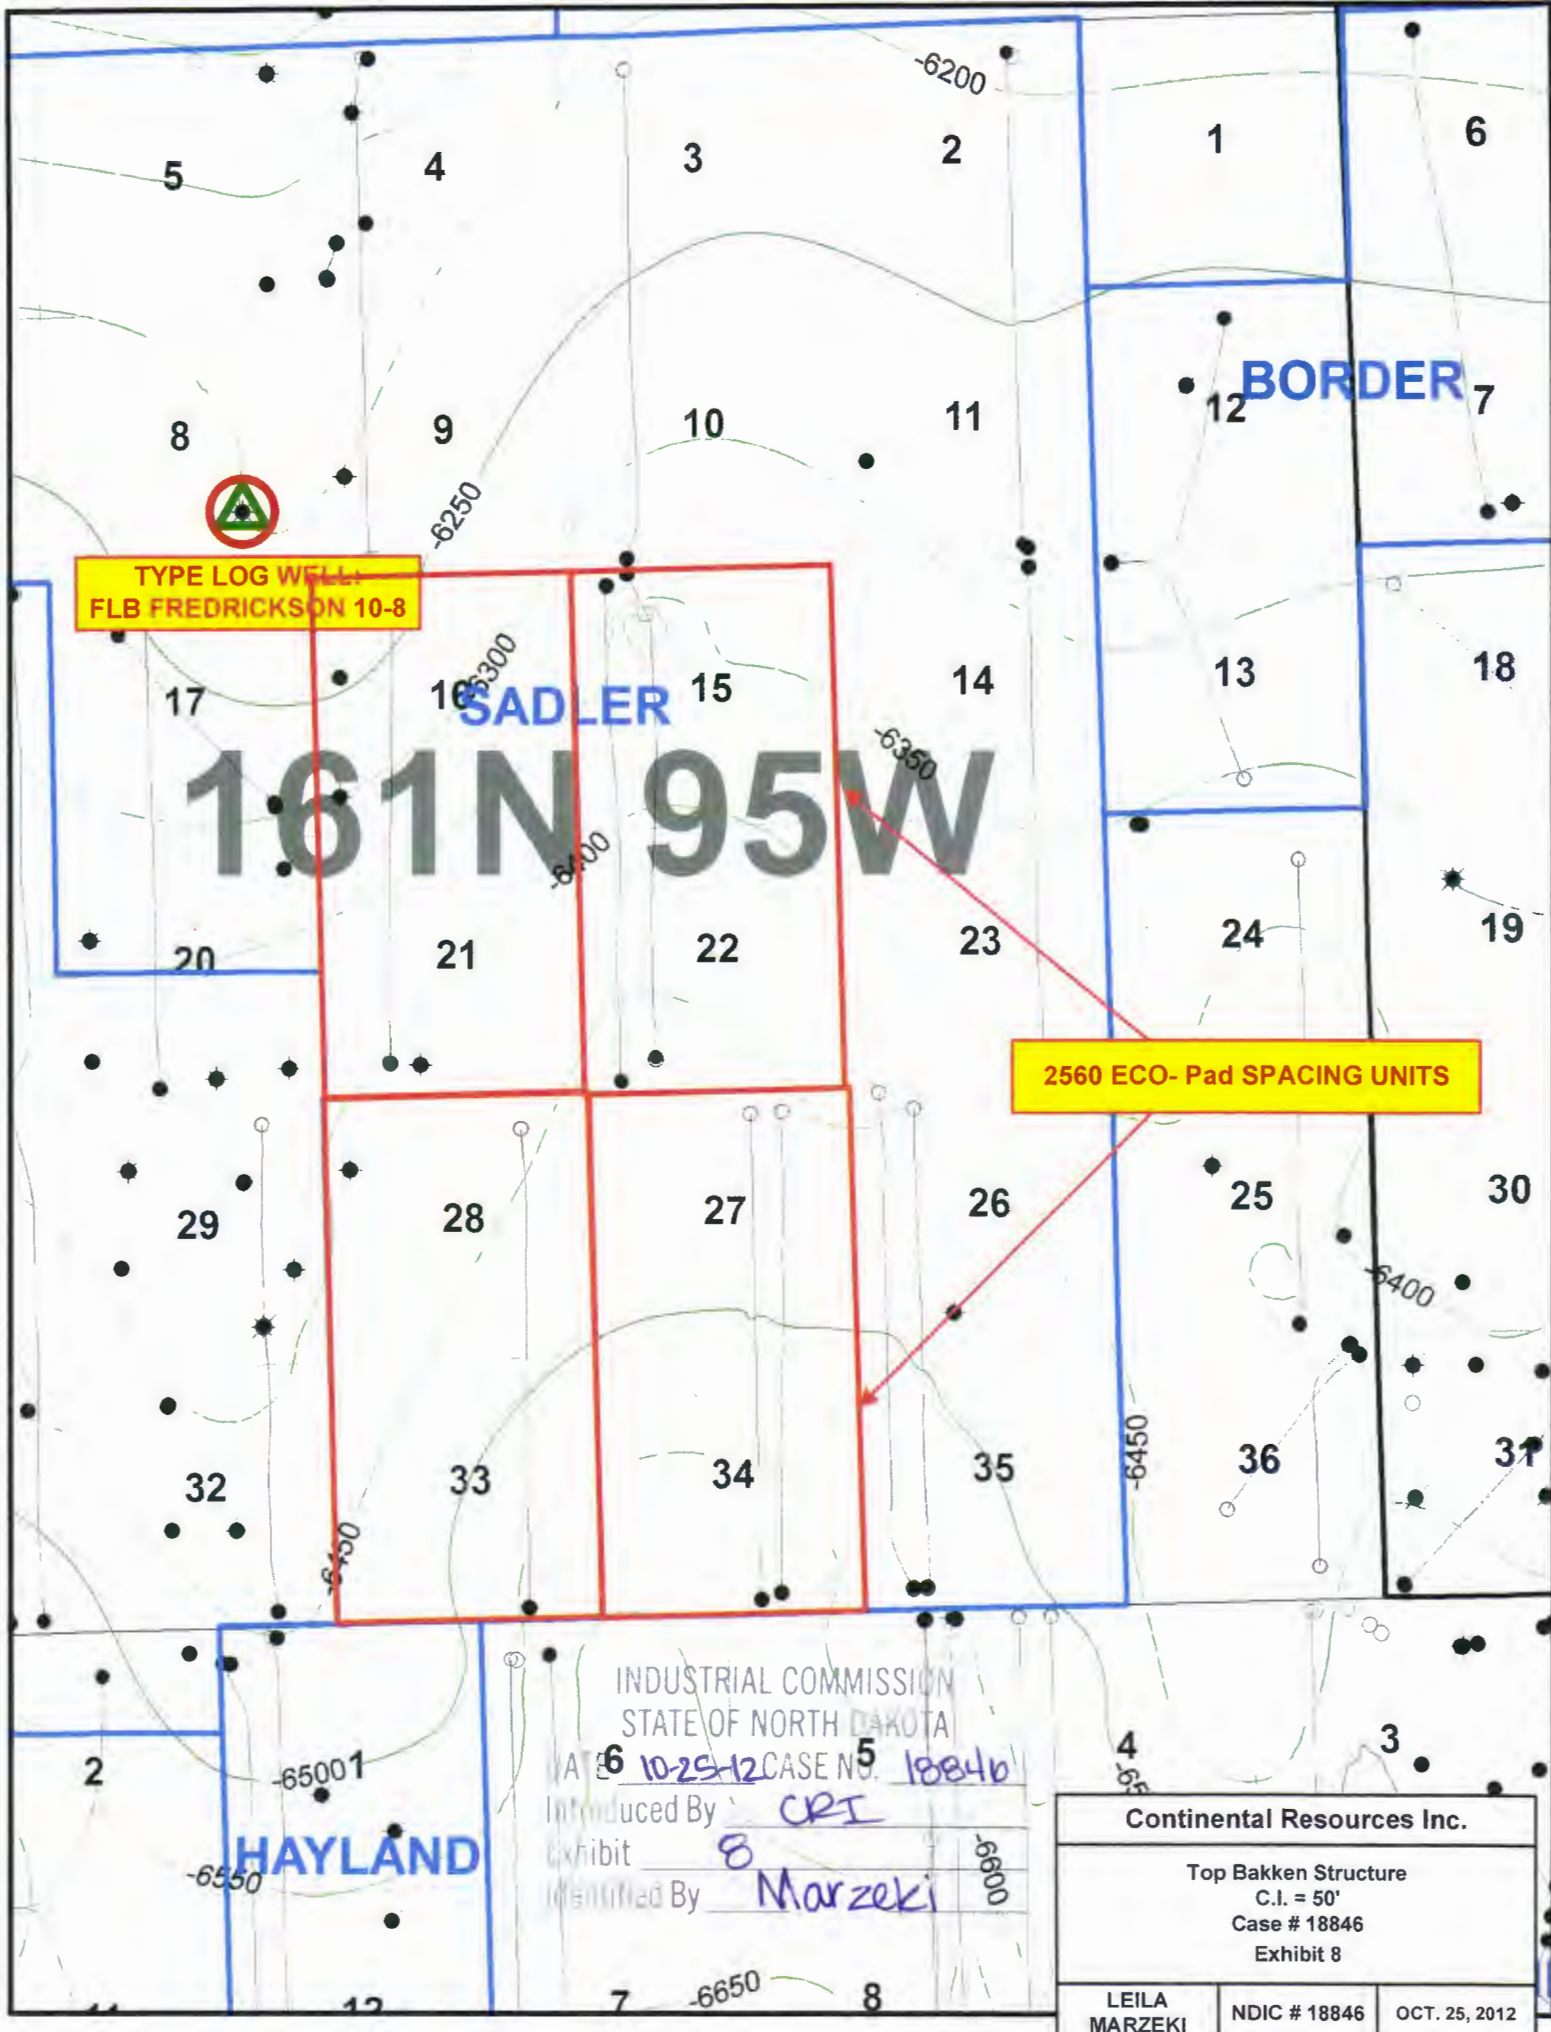 -6200
5
4
3
2
1
6
BORDER
8
9
10
11
12
7
-6250
TYPE LOG WELL:
FLB FREDRICKSON 10-8
17
16
-6300
15
14
13
18
SADLER
161N 95W
-6350
-6400
20
21
22
23
24
19
2560 ECO- Pad SPACING UNITS
29
28
27
26
25
30
-6400
32
33
34
35
-6450
36
31
-6450
INDUSTRIAL COMMISSION
STATE OF NORTH DAKOTA
DATE 10-25-12 CASE NO. 18846
Introduced By CRI
Exhibit 8
Identified By Marzeki
2
-6500
1
6
5
4
3
HAYLAND
-6550
-6600
-6650
11
12
7
8
Continental Resources Inc.
Top Bakken Structure
C.I. = 50'
Case # 18846
Exhibit 8
LEILA
MARZEKI
NDIC # 18846
OCT. 25, 2012